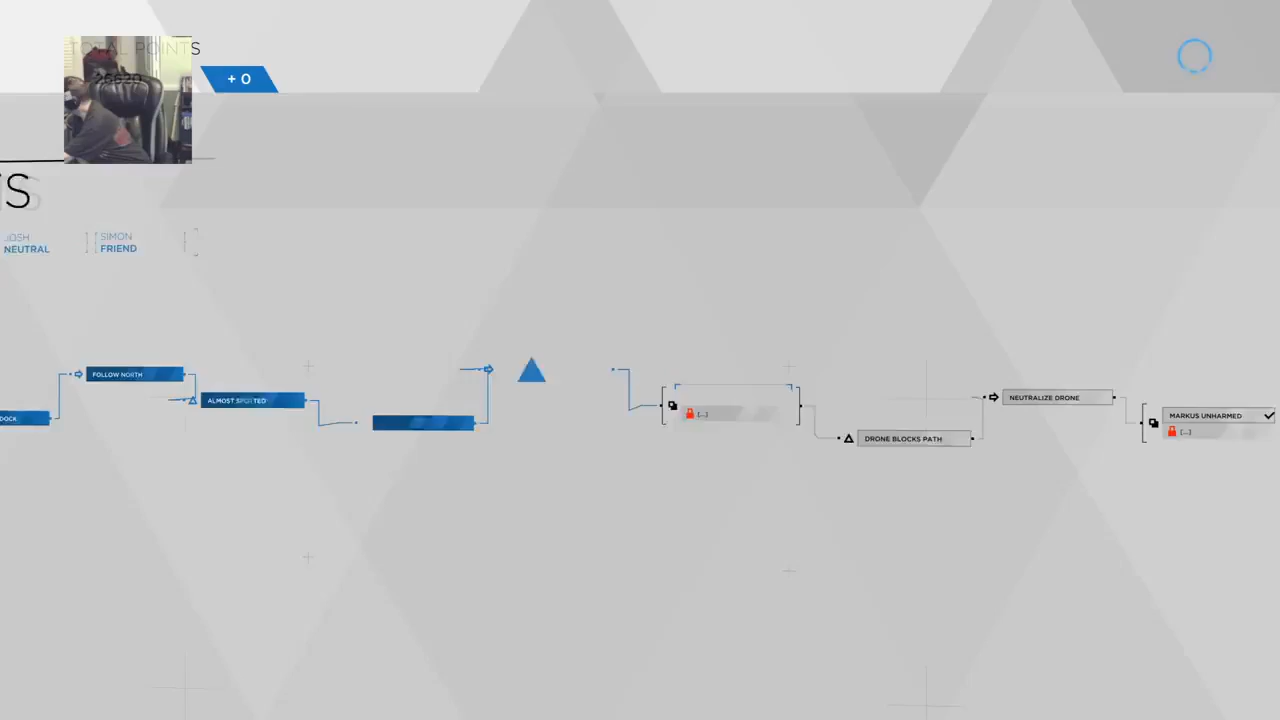 TOTAL POINTS
26620
+ 0
S
JOSH
NEUTRAL
SIMON
FRIEND
FOLLOW NORTH
ALMOST SPOTTED
DOCK
[...]
DRONE BLOCKS PATH
NEUTRALIZE DRONE
MARKUS UNHARMED
[...]